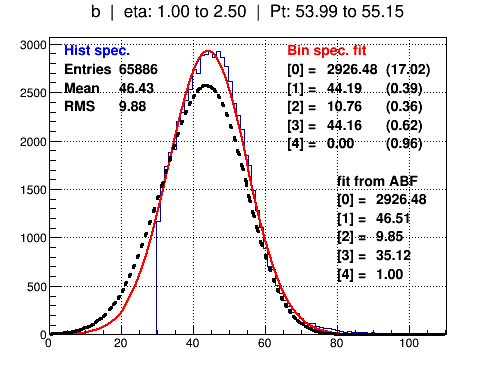 b | eta: 1.00 to 2.50 | Pt: 53.99 to 55.15
Hist spec.
Entries 65886
Mean 46.43
RMS 9.88
Bin spec. fit
[0] = 2926.48 (17.02)
[1] = 44.19 (0.39)
[2] = 10.76 (0.36)
[3] = 44.16 (0.62)
[4] = 0.00 (0.96)
fit from ABF
[0] = 2926.48
[1] = 46.51
[2] = 9.85
[3] = 35.12
[4] = 1.00
3000
2500
2000
1500
1000
500
0
0 20 40 60 80 100